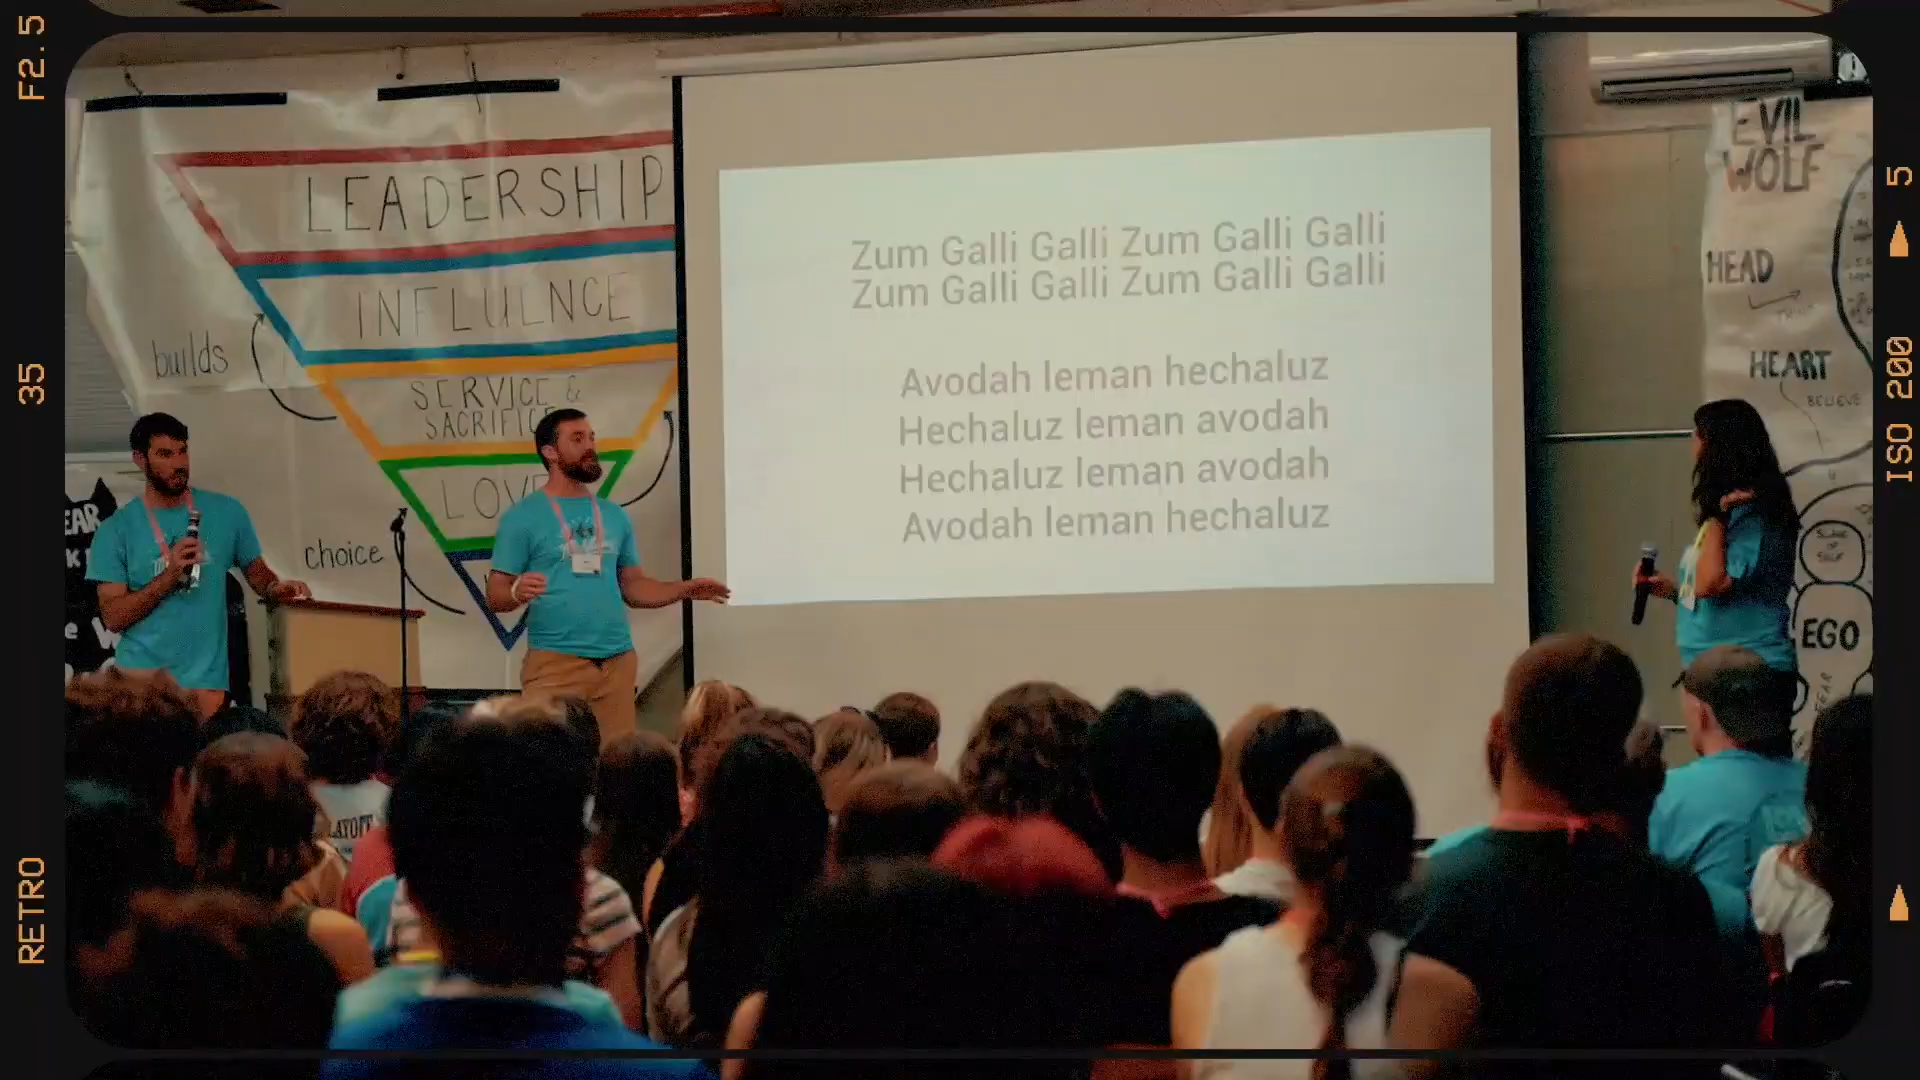 F2.5
35
RETRO
LEADERSHIP
INFLULNCE
builds
SERVICE &
SACRIFICE
LOVE
choice
Zum Galli Galli Zum Galli Galli
Zum Galli Galli Zum Galli Galli
Avodah leman hechaluz
Hechaluz leman avodah
Hechaluz leman avodah
Avodah leman hechaluz
EVIL
WOLF
HEAD
HEART
BELIEVE
EGO
5
ISO 200